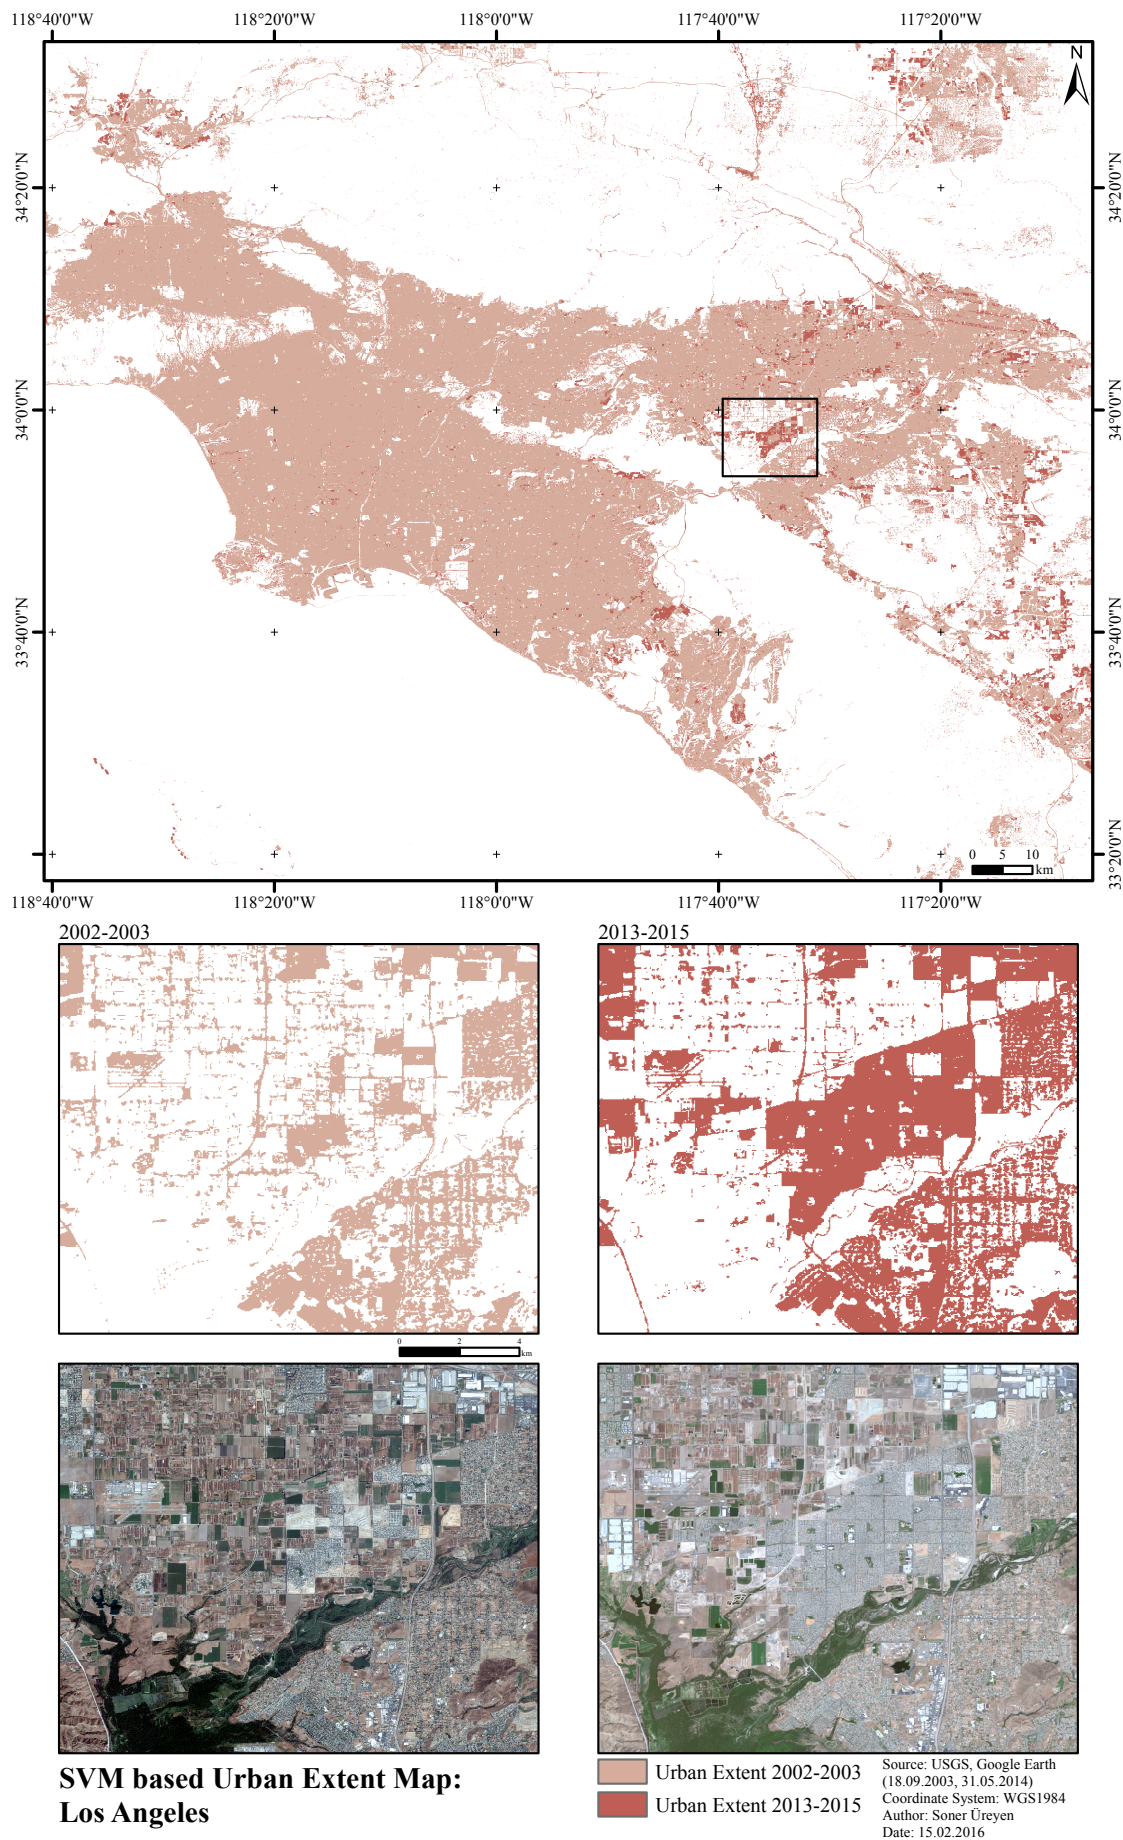 118°40'0"W 118°20'0"W 118°0'0"W 117°40'0"W 117°20'0"W
N
34°20'0"N 34°20'0"N
34°0'0"N 34°0'0"N
33°40'0"N 33°40'0"N
33°20'0"N
0 5 10
km
118°40'0"W 118°20'0"W 118°0'0"W 117°40'0"W 117°20'0"W
2002-2003
2013-2015
0 2 4
km
SVM based Urban Extent Map:
Los Angeles
Urban Extent 2002-2003
Urban Extent 2013-2015
Source: USGS, Google Earth
(18.09.2003, 31.05.2014)
Coordinate System: WGS1984
Author: Soner Üreyen
Date: 15.02.2016